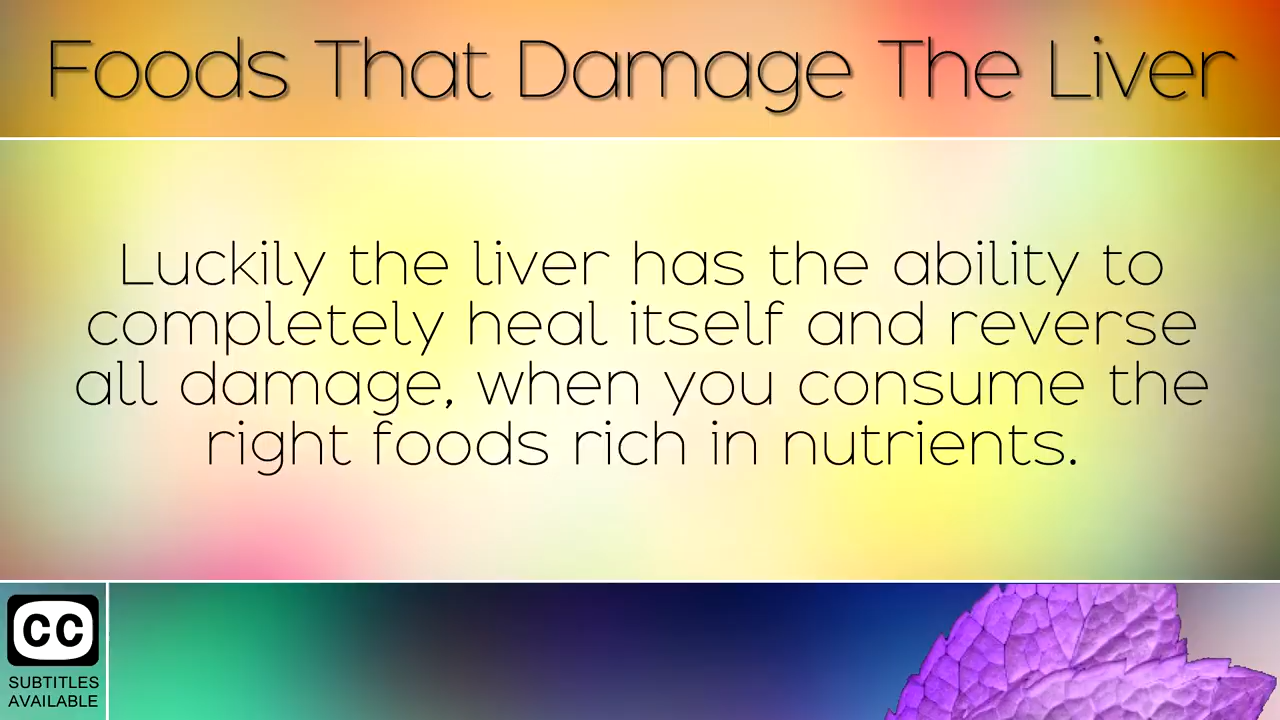 Foods That Damage The Liver
Luckily the liver has the ability to
completely heal itself and reverse
all damage, when you consume the
right foods rich in nutrients.
CC
SUBTITLES
AVAILABLE